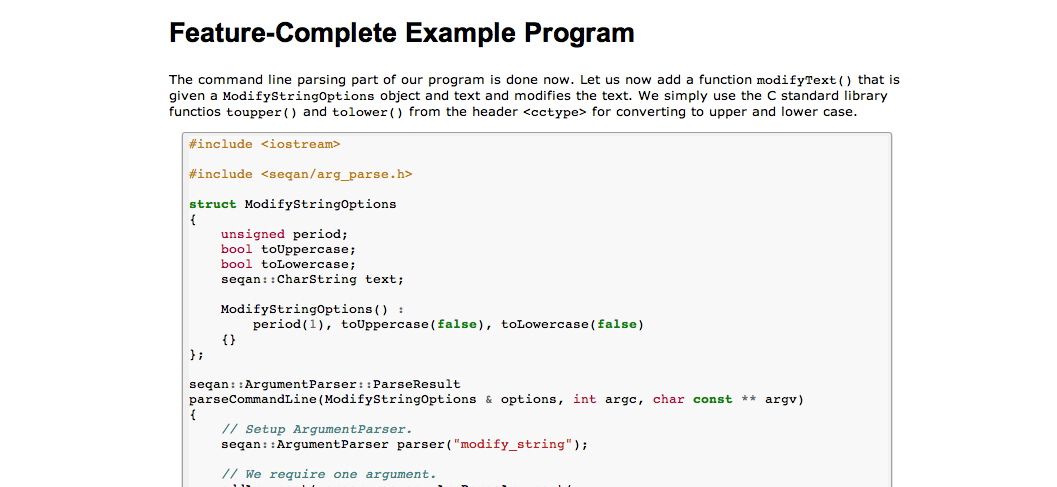 Feature-Complete Example Program
The command line parsing part of our program is done now. Let us now add a function modifyText() that is
given a ModifyStringOptions object and text and modifies the text. We simply use the C standard library
functios toupper() and tolower() from the header <cctype> for converting to upper and lower case.
#include <iostream>
#include <seqan/arg_parse.h>
struct ModifyStringOptions
{
    unsigned period;
    bool toUppercase;
    bool toLowercase;
    seqan::CharString text;
    ModifyStringOptions() :
        period(1), toUppercase(false), toLowercase(false)
    {}
};
seqan::ArgumentParser::ParseResult
parseCommandLine(ModifyStringOptions & options, int argc, char const ** argv)
{
    // Setup ArgumentParser.
    seqan::ArgumentParser parser("modify_string");
    // We require one argument.